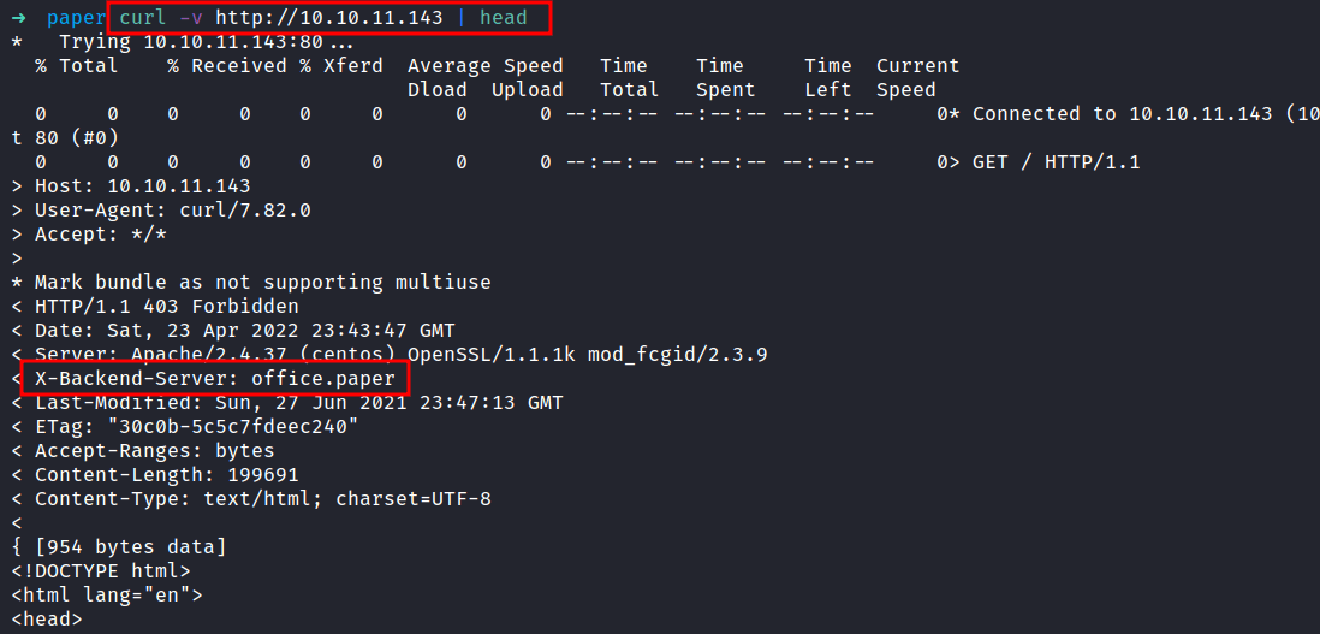 → paper curl -v http://10.10.11.143 | head
*   Trying 10.10.11.143:80...
  % Total    % Received % Xferd  Average Speed   Time    Time     Time  Current
                                 Dload  Upload   Total   Spent    Left  Speed
  0     0    0     0    0     0      0      0 --:--:-- --:--:-- --:--:--     0* Connected to 10.10.11.143 (10
t 80 (#0)
  0     0    0     0    0     0      0      0 --:--:-- --:--:-- --:--:--     0> GET / HTTP/1.1
> Host: 10.10.11.143
> User-Agent: curl/7.82.0
> Accept: */*
>
* Mark bundle as not supporting multiuse
< HTTP/1.1 403 Forbidden
< Date: Sat, 23 Apr 2022 23:43:47 GMT
< Server: Apache/2.4.37 (centos) OpenSSL/1.1.1k mod_fcgid/2.3.9
< X-Backend-Server: office.paper
< Last-Modified: Sun, 27 Jun 2021 23:47:13 GMT
< ETag: "30c0b-5c5c7fdeec240"
< Accept-Ranges: bytes
< Content-Length: 199691
< Content-Type: text/html; charset=UTF-8
<
{ [954 bytes data]
<!DOCTYPE html>
<html lang="en">
<head>